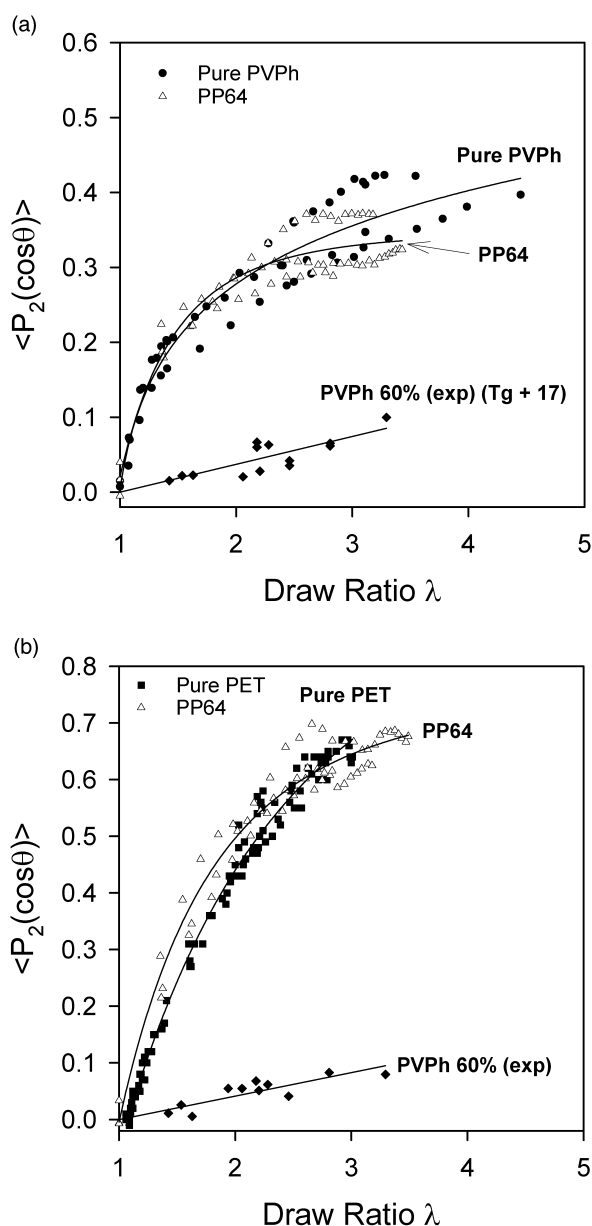 (a)
0.6
0.5
0.4
0.3
0.2
0.1
0.0
<P2(cosθ)>
Pure PVPh
PP64
Pure PVPh
PP64
PVPh 60% (exp) (Tg + 17)
1 2 3 4 5
Draw Ratio λ
(b)
0.8
0.7
0.6
0.5
0.4
0.3
0.2
0.1
0.0
<P2(cosθ)>
Pure PET
PP64
Pure PET
PP64
PVPh 60% (exp)
1 2 3 4 5
Draw Ratio λ